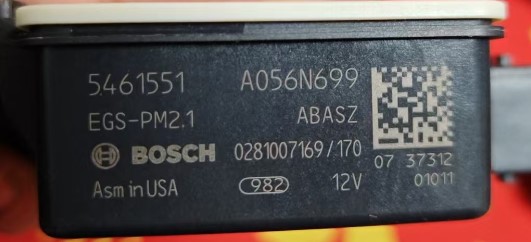 5461551 A056N699
EGS-PM2.1 ABASZ
BOSCH 0281007169/170 07 37312
Asm in USA 982 12V 01011